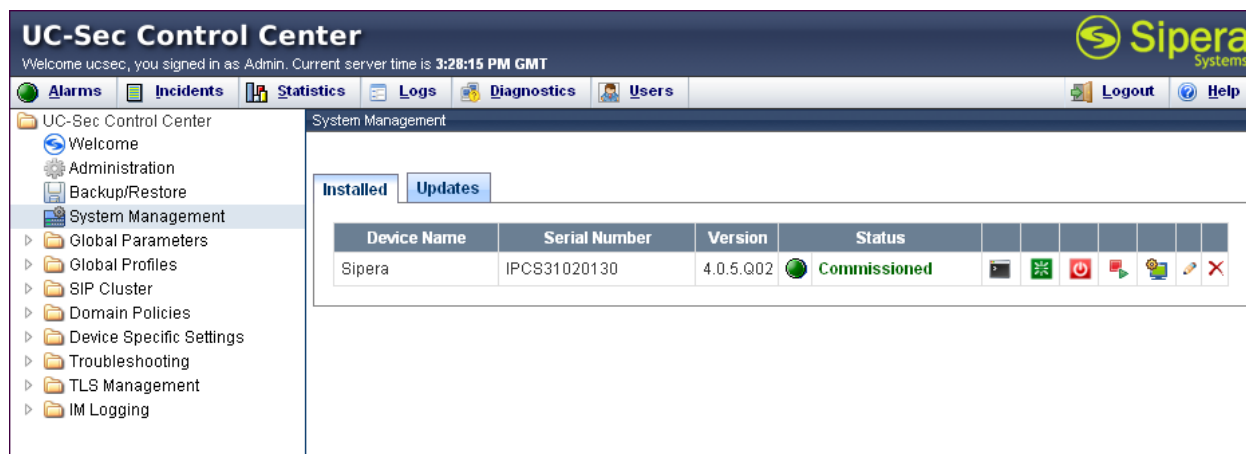 UC-Sec Control Center
Sipera Systems
Welcome ucsec, you signed in as Admin. Current server time is 3:28:15 PM GMT
Alarms Incidents Statistics Logs Diagnostics Users Logout Help
UC-Sec Control Center
Welcome
Administration
Backup/Restore
System Management
Global Parameters
Global Profiles
SIP Cluster
Domain Policies
Device Specific Settings
Troubleshooting
TLS Management
IM Logging
System Management
Installed Updates
Device Name Serial Number Version Status
Sipera IPCS31020130 4.0.5.Q02 Commissioned